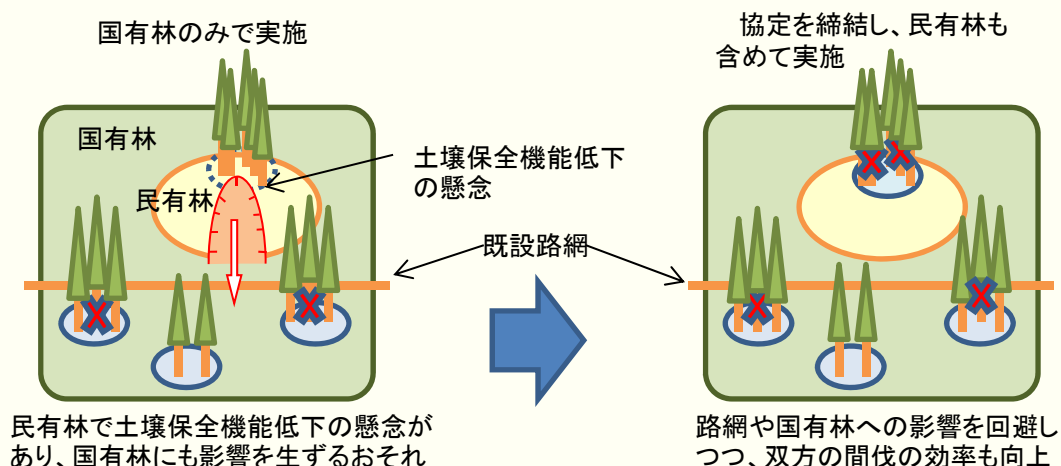 国有林のみで実施
国有林
民有林
土壌保全機能低下
の懸念
既設路網
民有林で土壌保全機能低下の懸念が
あり、国有林にも影響を生ずるおそれ
協定を締結し、民有林も
含めて実施
路網や国有林への影響を回避し
つつ、双方の間伐の効率も向上